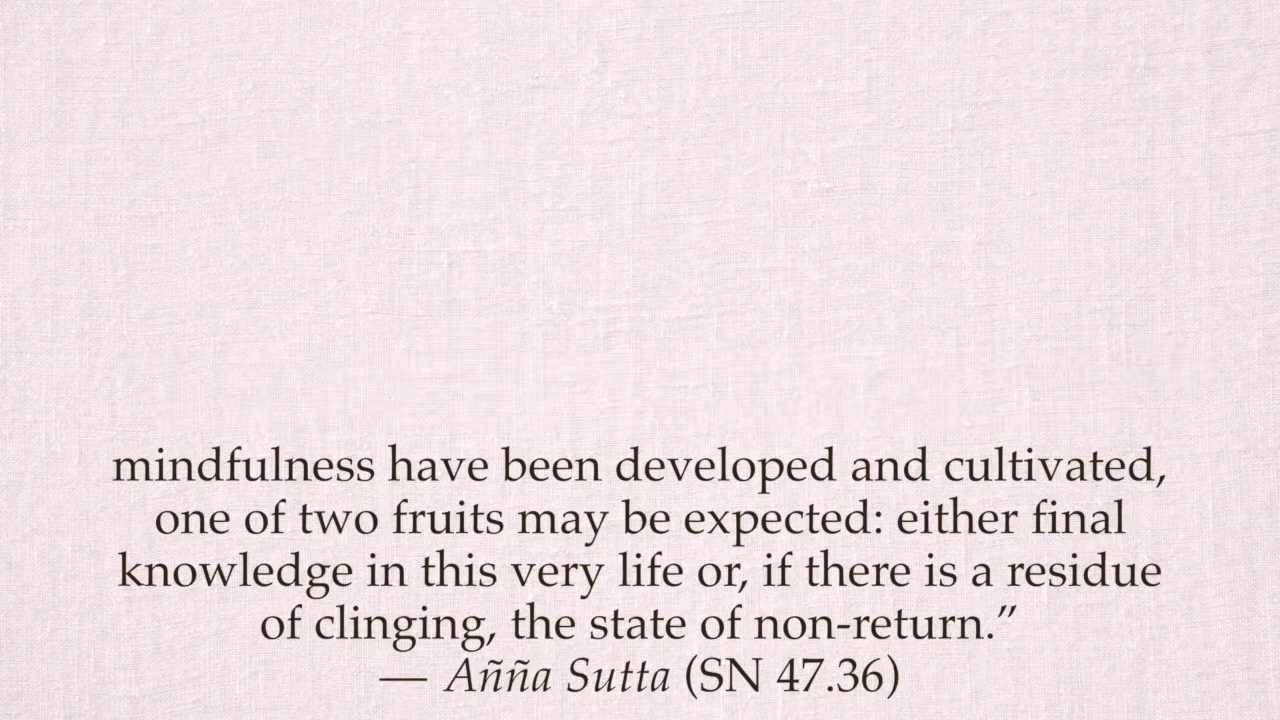 mindfulness have been developed and cultivated,
one of two fruits may be expected: either final
knowledge in this very life or, if there is a residue
of clinging, the state of non-return.”
— Añña Sutta (SN 47.36)